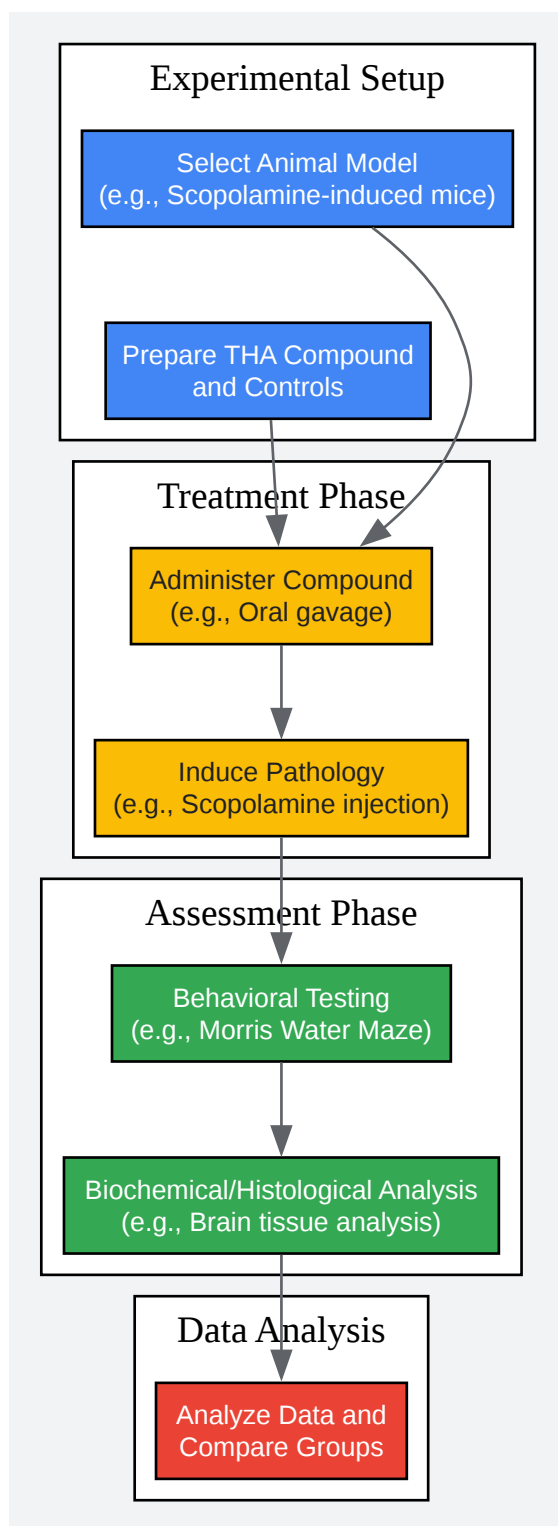 Experimental Setup
Select Animal Model
(e.g., Scopolamine-induced mice)
Prepare THA Compound
and Controls
Treatment Phase
Administer Compound
(e.g., Oral gavage)
Induce Pathology
(e.g., Scopolamine injection)
Assessment Phase
Behavioral Testing
(e.g., Morris Water Maze)
Biochemical/Histological Analysis
(e.g., Brain tissue analysis)
Data Analysis
Analyze Data and
Compare Groups